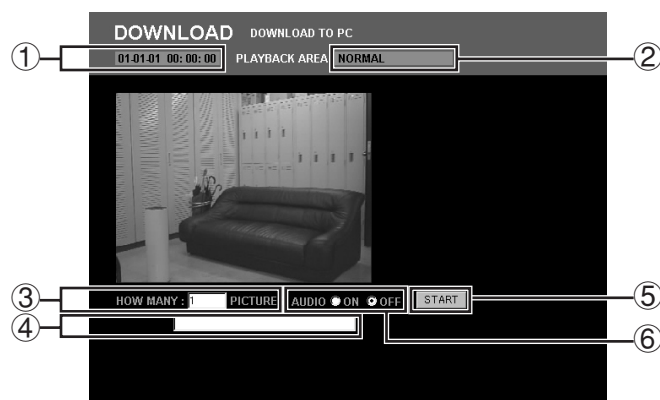 DOWNLOAD DOWNLOAD TO PC
① 01-01-01 00: 00: 00 PLAYBACK AREA NORMAL ②
③ HOW MANY : 1 PICTURE AUDIO ON OFF START ⑤
④ ⑥